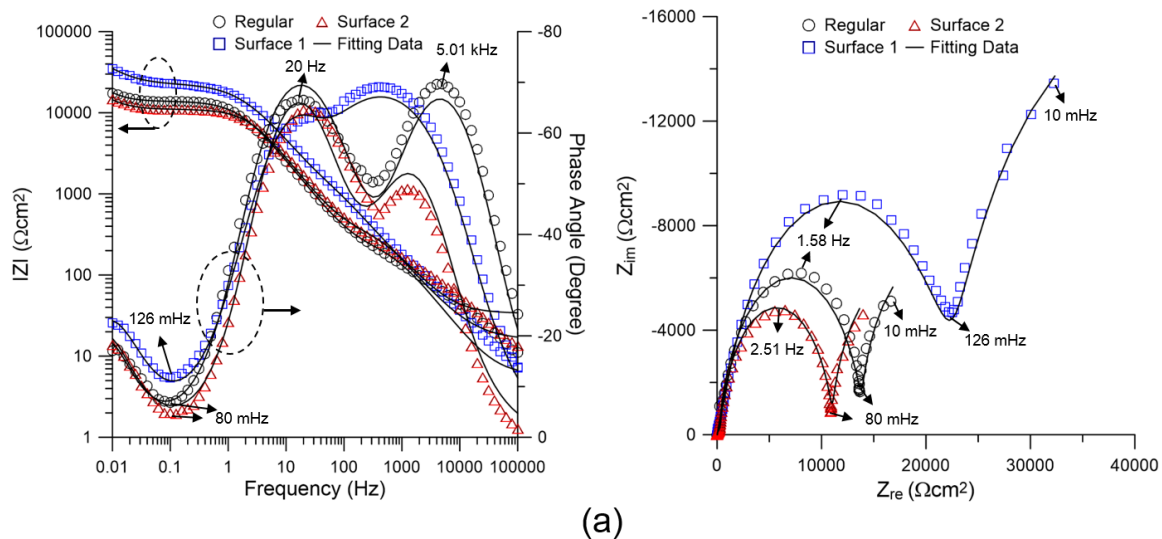 Regular
Surface 2
Surface 1
Fitting Data
100000
10000
1000
100
10
1
|Z| (Ωcm²)
-80
-60
-40
-20
0
Phase Angle (Degree)
5.01 kHz
20 Hz
126 mHz
80 mHz
0.01
0.1
1
10
100
1000
10000
100000
Frequency (Hz)
Regular
Surface 2
Surface 1
Fitting Data
-16000
-12000
-8000
-4000
0
Zim (Ωcm²)
10 mHz
1.58 Hz
2.51 Hz
10 mHz
126 mHz
80 mHz
0
10000
20000
30000
40000
Zre (Ωcm²)
(a)